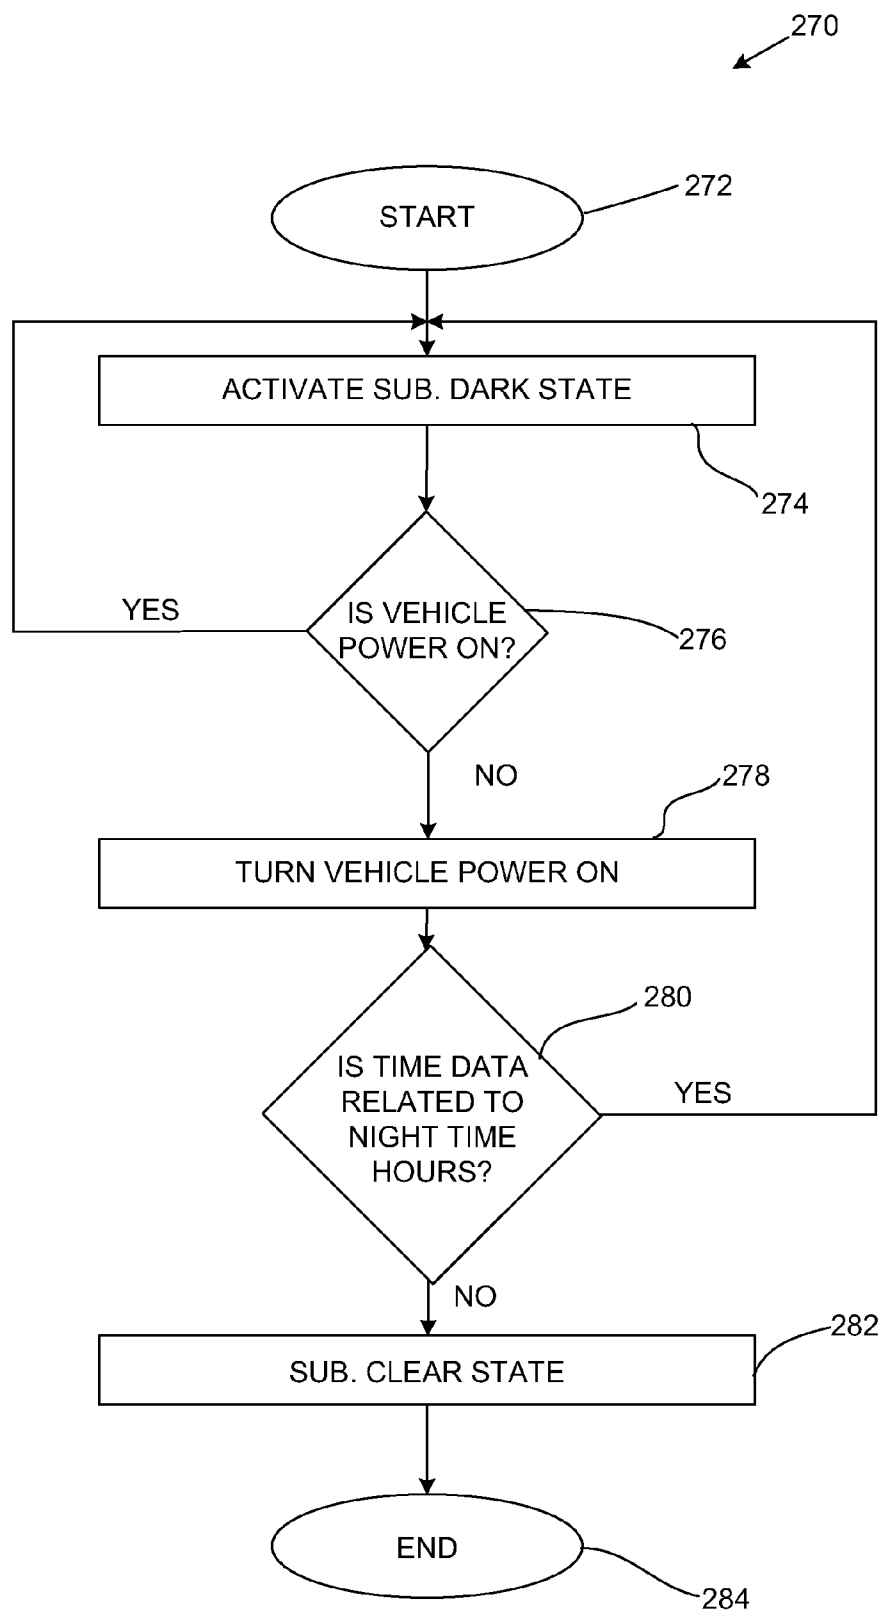 270
START
272
ACTIVATE SUB. DARK STATE
274
IS VEHICLE
POWER ON?
YES
276
NO
278
TURN VEHICLE POWER ON
280
IS TIME DATA
RELATED TO
NIGHT TIME
HOURS?
YES
NO
282
SUB. CLEAR STATE
END
284